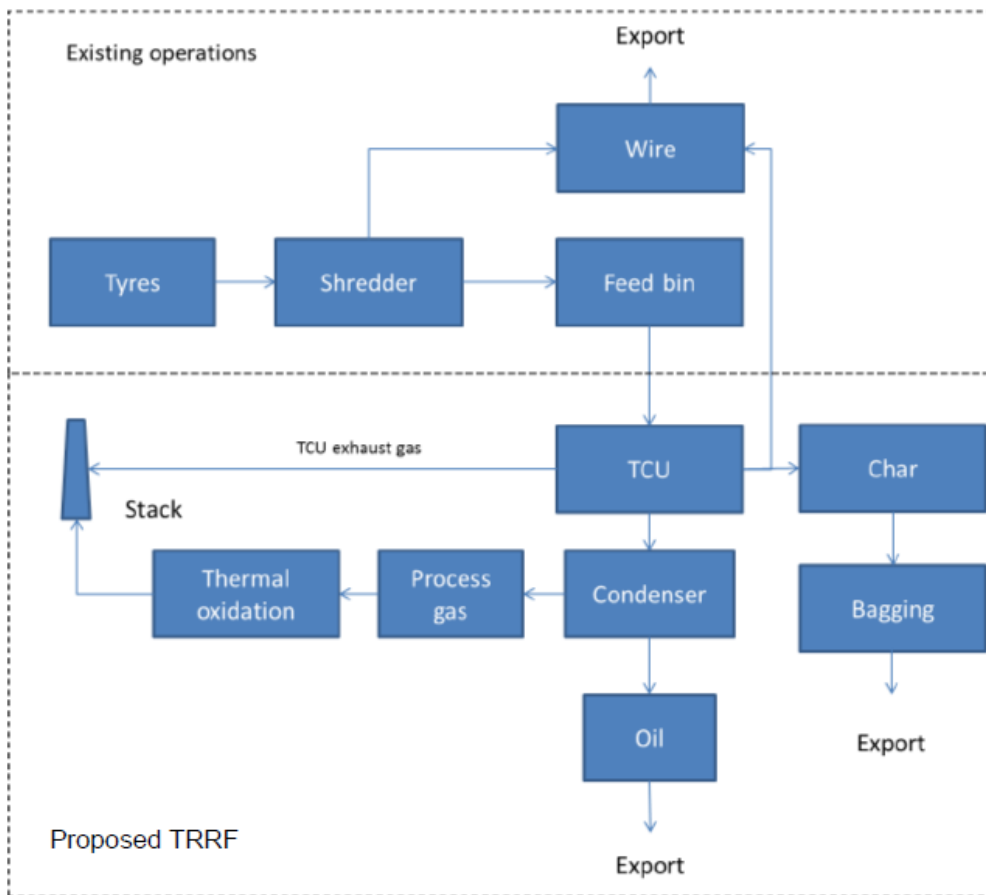 Export
Existing operations
Wire
Tyres
Shredder
Feed bin
TCU exhaust gas
TCU
Char
Stack
Thermal
oxidation
Process
gas
Condenser
Bagging
Oil
Export
Proposed TRRF
Export